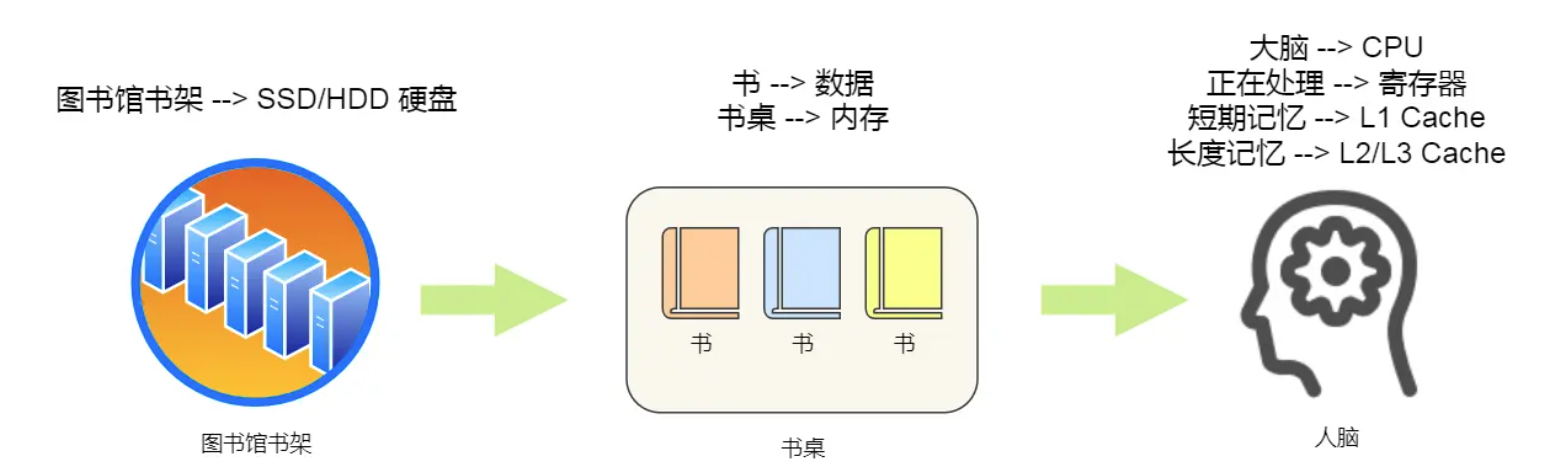 图书馆书架 --> SSD/HDD 硬盘
书 --> 数据
书桌 --> 内存
大脑 --> CPU
正在处理 --> 寄存器
短期记忆 --> L1 Cache
长度记忆 --> L2/L3 Cache
书 书 书
图书馆书架
书桌
人脑